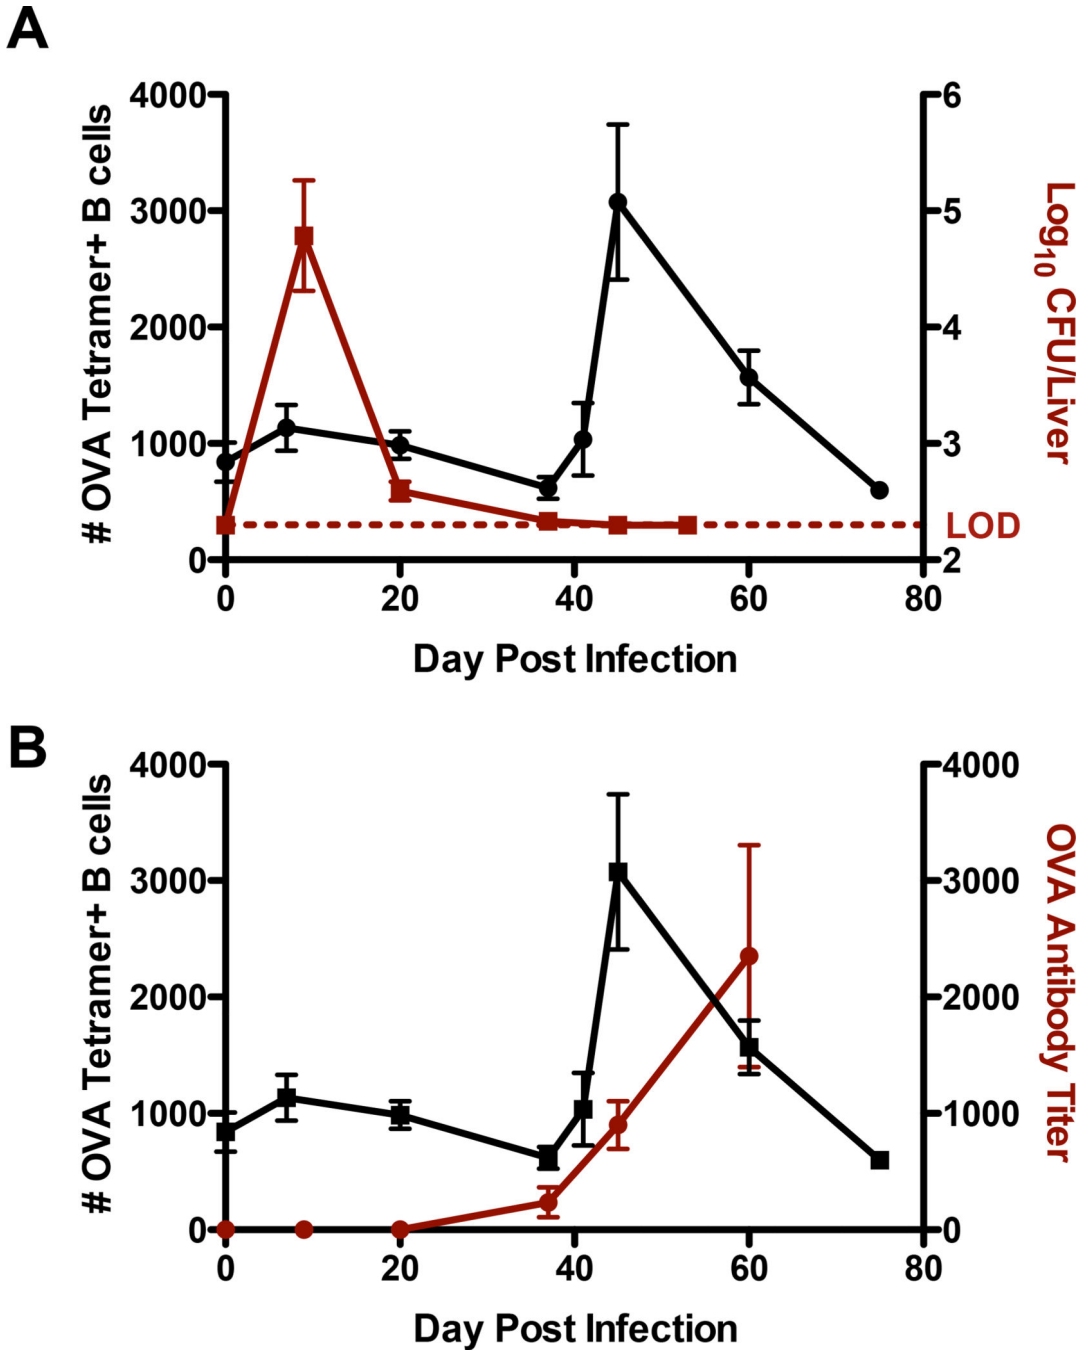 A
# OVA Tetramer+ B cells
4000
3000
2000
1000
0
6
5
4
3
2
Log10 CFU/Liver
LOD
0 20 40 60 80
Day Post Infection
B
# OVA Tetramer+ B cells
4000
3000
2000
1000
0
4000
3000
2000
1000
0
OVA Antibody Titer
0 20 40 60 80
Day Post Infection